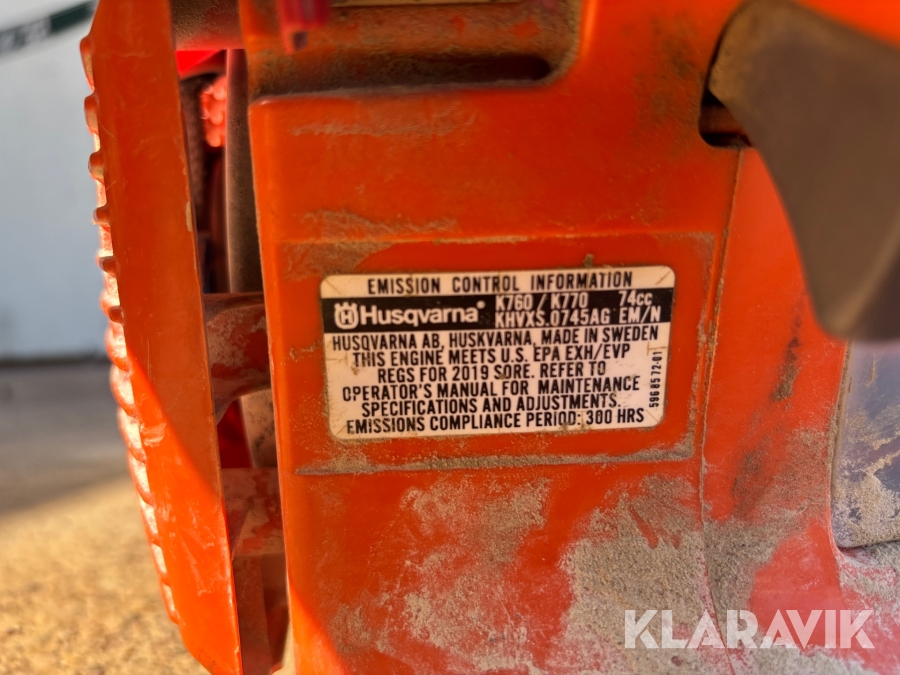 EMISSION CONTROL INFORMATION
Husqvarna® K760 / K770 74cc
KHVXS.0745AG EM/N
HUSQVARNA AB, HUSKVARNA, MADE IN SWEDEN
THIS ENGINE MEETS U.S. EPA EXH/EVP
REGS FOR 2019 SORE. REFER TO
OPERATOR'S MANUAL FOR MAINTENANCE
SPECIFICATIONS AND ADJUSTMENTS.
EMISSIONS COMPLIANCE PERIOD: 300 HRS
596 85 72-01
KLARAVIK